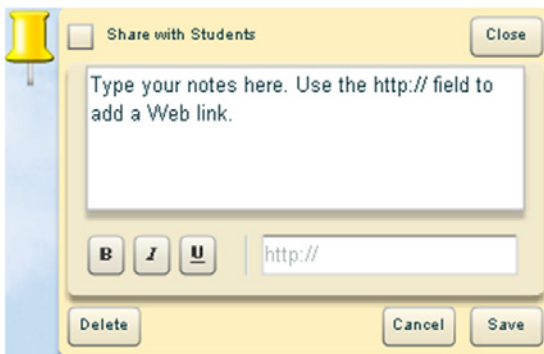 Share with Students
Close
Type your notes here. Use the http:// field to
add a Web link.
B I U http://
Delete Cancel Save